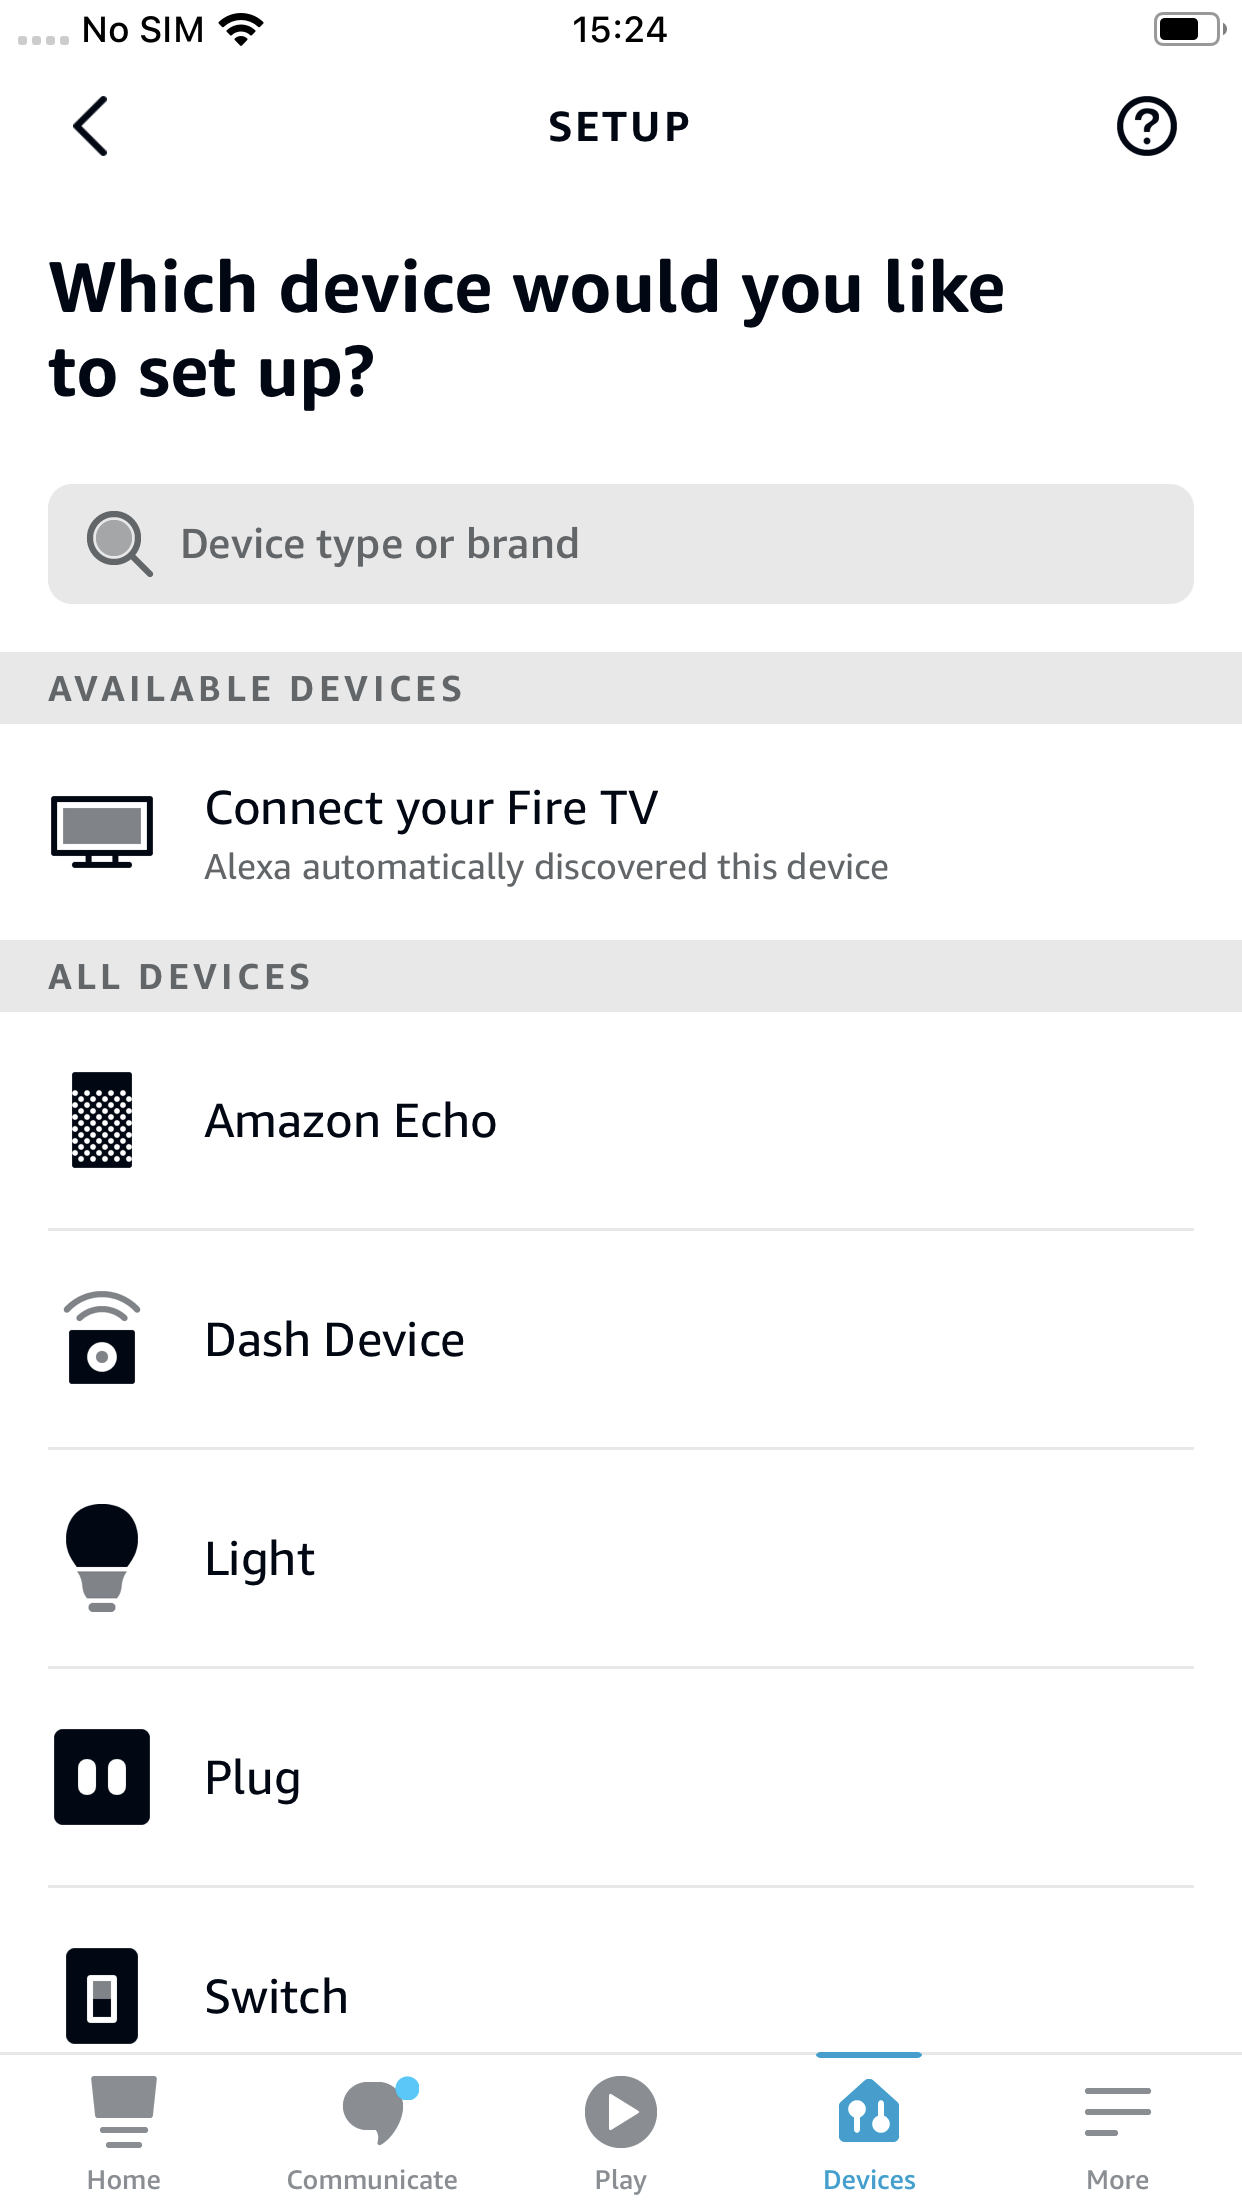 No SIM
15:24
SETUP
Which device would you like
to set up?
Device type or brand
AVAILABLE DEVICES
Connect your Fire TV
Alexa automatically discovered this device
ALL DEVICES
Amazon Echo
Dash Device
Light
Plug
Switch
Home
Communicate
Play
Devices
More